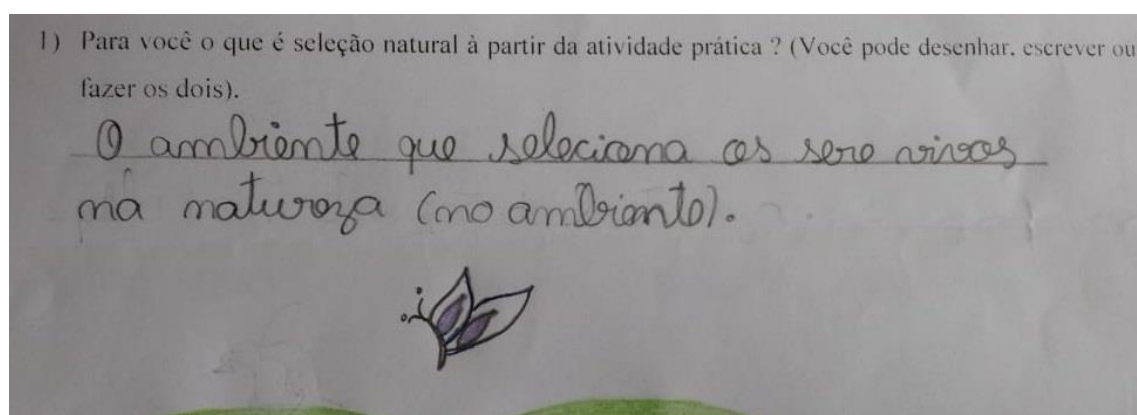 1) Para você o que é seleção natural à partir da atividade prática ? (Você pode desenhar. escrever ou
fazer os dois).
O ambiente que seleciona os sere vivos
na natureza (no ambiente).